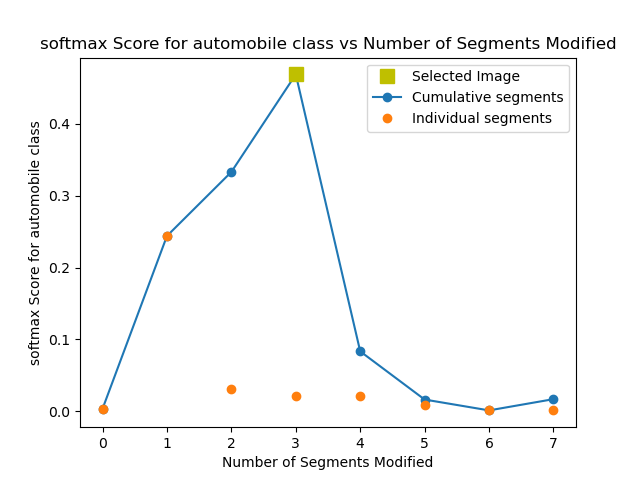 softmax Score for automobile class vs Number of Segments Modified
Selected Image
Cumulative segments
Individual segments
softmax Score for automobile class
0.4
0.3
0.2
0.1
0.0
0 1 2 3 4 5 6 7
Number of Segments Modified